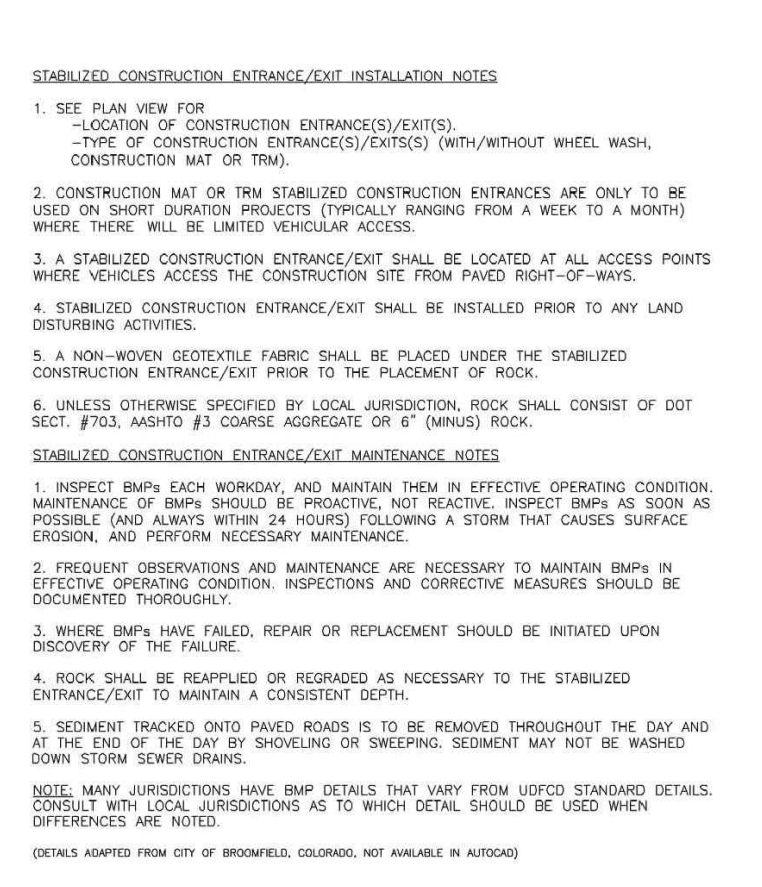 STABILIZED CONSTRUCTION ENTRANCE/EXIT INSTALLATION NOTES
1. SEE PLAN VIEW FOR
-LOCATION OF CONSTRUCTION ENTRANCE(S)/EXIT(S).
-TYPE OF CONSTRUCTION ENTRANCE(S)/EXITS(S) (WITH/WITHOUT WHEEL WASH,
CONSTRUCTION MAT OR TRM).
2. CONSTRUCTION MAT OR TRM STABILIZED CONSTRUCTION ENTRANCES ARE ONLY TO BE
USED ON SHORT DURATION PROJECTS (TYPICALLY RANGING FROM A WEEK TO A MONTH)
WHERE THERE WILL BE LIMITED VEHICULAR ACCESS.
3. A STABILIZED CONSTRUCTION ENTRANCE/EXIT SHALL BE LOCATED AT ALL ACCESS POINTS
WHERE VEHICLES ACCESS THE CONSTRUCTION SITE FROM PAVED RIGHT-OF-WAYS.
4. STABILIZED CONSTRUCTION ENTRANCE/EXIT SHALL BE INSTALLED PRIOR TO ANY LAND
DISTURBING ACTIVITIES.
5. A NON-WOVEN GEOTEXTILE FABRIC SHALL BE PLACED UNDER THE STABILIZED
CONSTRUCTION ENTRANCE/EXIT PRIOR TO THE PLACEMENT OF ROCK.
6. UNLESS OTHERWISE SPECIFIED BY LOCAL JURISDICTION, ROCK SHALL CONSIST OF DOT
SECT. #703, AASHTO #3 COARSE AGGREGATE OR 6" (MINUS) ROCK.
STABILIZED CONSTRUCTION ENTRANCE/EXIT MAINTENANCE NOTES
1. INSPECT BMPs EACH WORKDAY, AND MAINTAIN THEM IN EFFECTIVE OPERATING CONDITION.
MAINTENANCE OF BMPs SHOULD BE PROACTIVE, NOT REACTIVE. INSPECT BMPs AS SOON AS
POSSIBLE (AND ALWAYS WITHIN 24 HOURS) FOLLOWING A STORM THAT CAUSES SURFACE
EROSION, AND PERFORM NECESSARY MAINTENANCE.
2. FREQUENT OBSERVATIONS AND MAINTENANCE ARE NECESSARY TO MAINTAIN BMPs IN
EFFECTIVE OPERATING CONDITION. INSPECTIONS AND CORRECTIVE MEASURES SHOULD BE
DOCUMENTED THOROUGHLY.
3. WHERE BMPs HAVE FAILED, REPAIR OR REPLACEMENT SHOULD BE INITIATED UPON
DISCOVERY OF THE FAILURE.
4. ROCK SHALL BE REAPPLIED OR REGRADED AS NECESSARY TO THE STABILIZED
ENTRANCE/EXIT TO MAINTAIN A CONSISTENT DEPTH.
5. SEDIMENT TRACKED ONTO PAVED ROADS IS TO BE REMOVED THROUGHOUT THE DAY AND
AT THE END OF THE DAY BY SHOVELING OR SWEEPING. SEDIMENT MAY NOT BE WASHED
DOWN STORM SEWER DRAINS.
NOTE: MANY JURISDICTIONS HAVE BMP DETAILS THAT VARY FROM UDFCD STANDARD DETAILS.
CONSULT WITH LOCAL JURISDICTIONS AS TO WHICH DETAIL SHOULD BE USED WHEN
DIFFERENCES ARE NOTED.
(DETAILS ADAPTED FROM CITY OF BROOMFIELD, COLORADO, NOT AVAILABLE IN AUTOCAD)